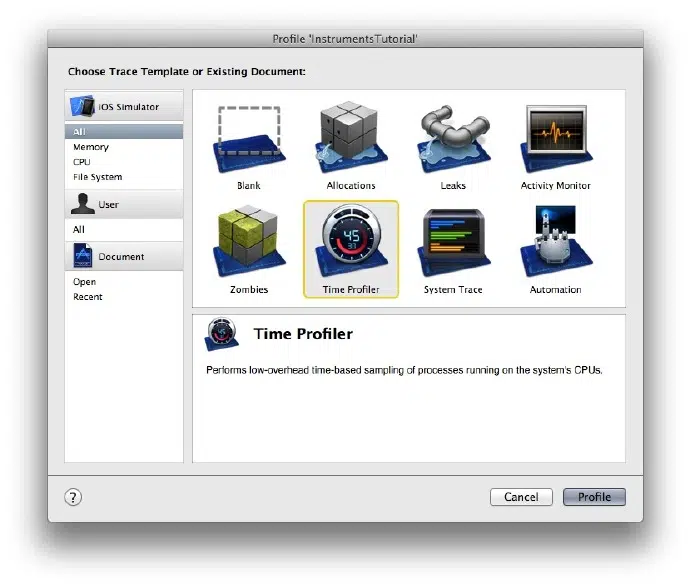 Profile 'InstrumentsTutorial'
Choose Trace Template or Existing Document:
iOS Simulator
All
Memory
CPU
File System
User
All
Document
Open
Recent
Blank
Allocations
Leaks
Activity Monitor
45
33
Zombies
Time Profiler
System Trace
Automation
Time Profiler
Performs low-overhead time-based sampling of processes running on the system's CPUs.
?
Cancel
Profile